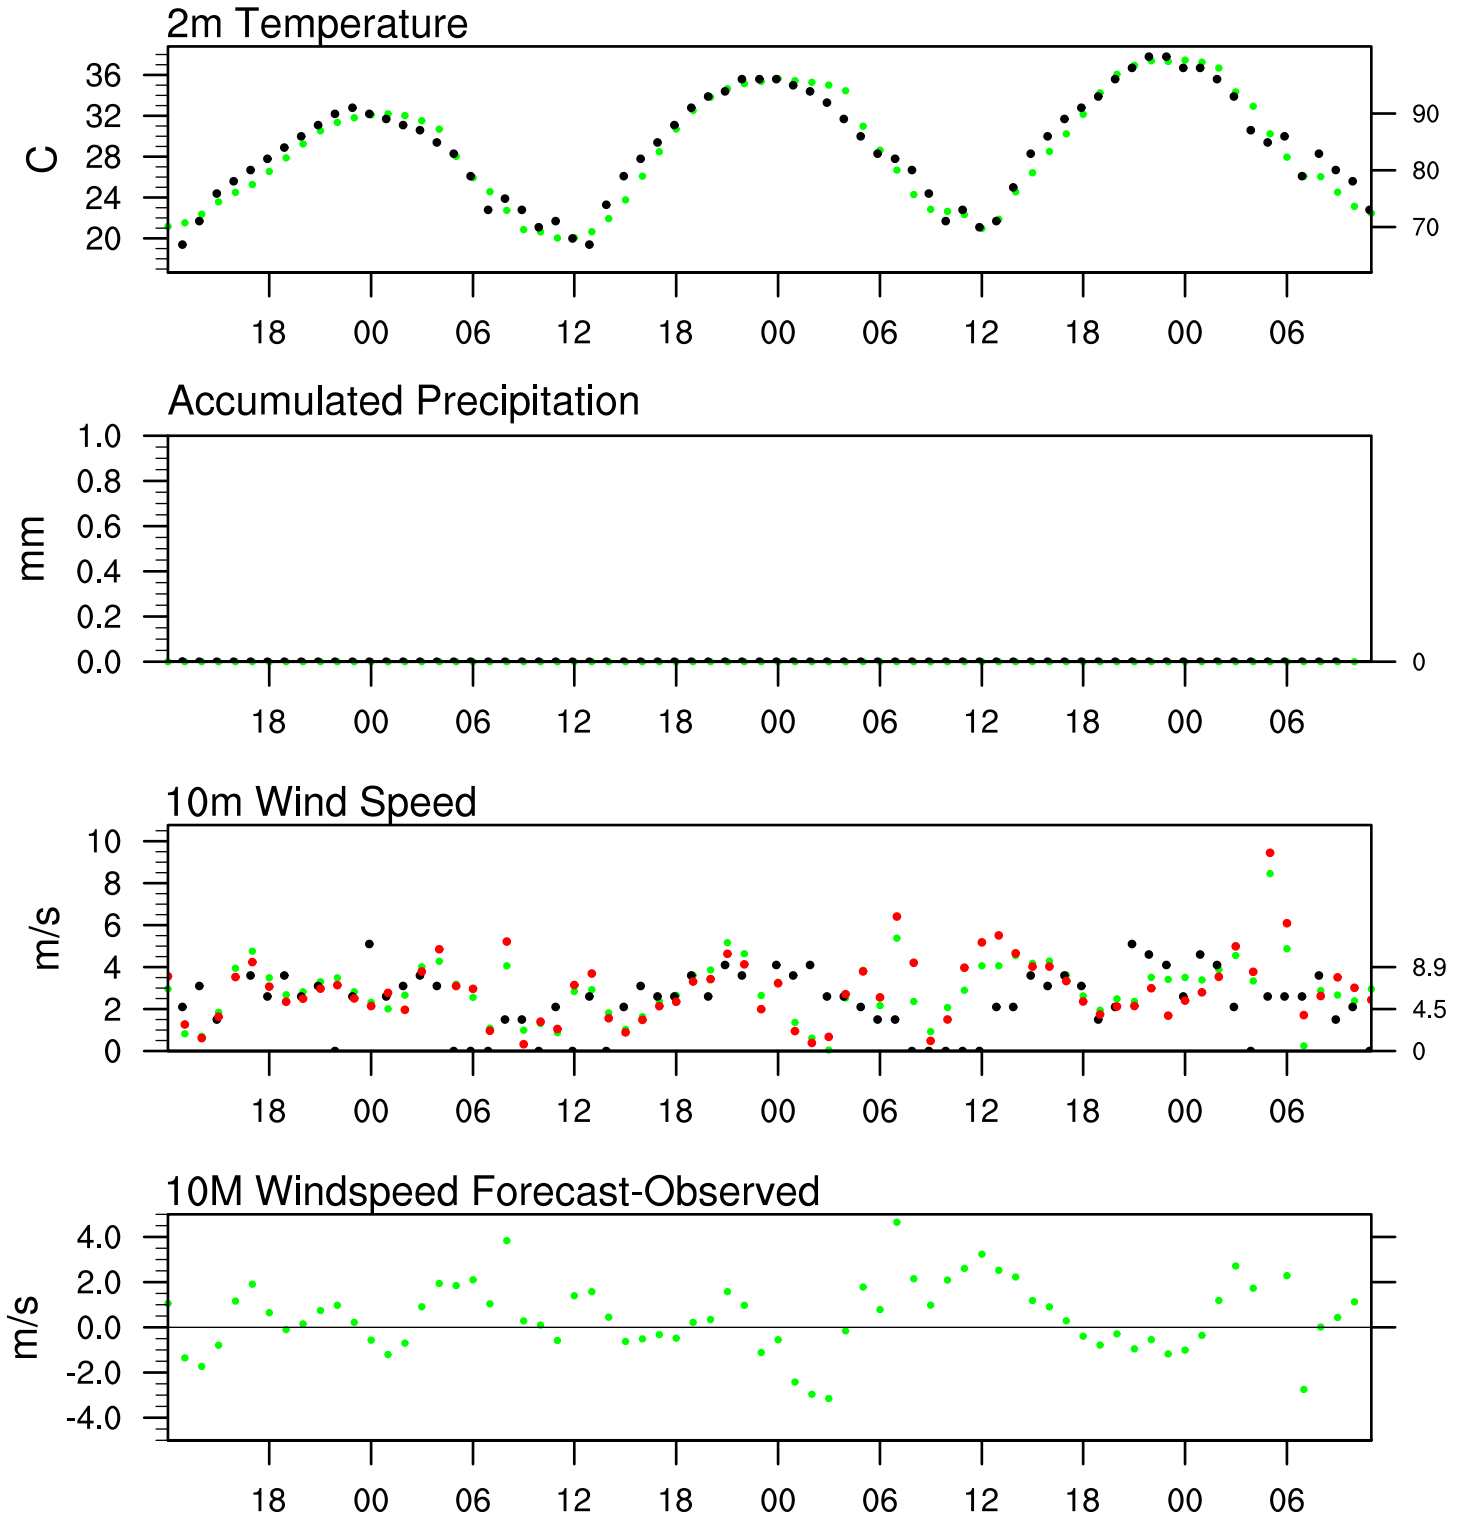 2m Temperature
C
36
32
28
24
20
90
80
70
18 00 06 12 18 00 06 12 18 00 06
Accumulated Precipitation
mm
1.0
0.8
0.6
0.4
0.2
0.0
0
18 00 06 12 18 00 06 12 18 00 06
10m Wind Speed
m/s
10
8
6
4
2
0
8.9
4.5
0
18 00 06 12 18 00 06 12 18 00 06
10M Windspeed Forecast-Observed
m/s
4.0
2.0
0.0
-2.0
-4.0
18 00 06 12 18 00 06 12 18 00 06